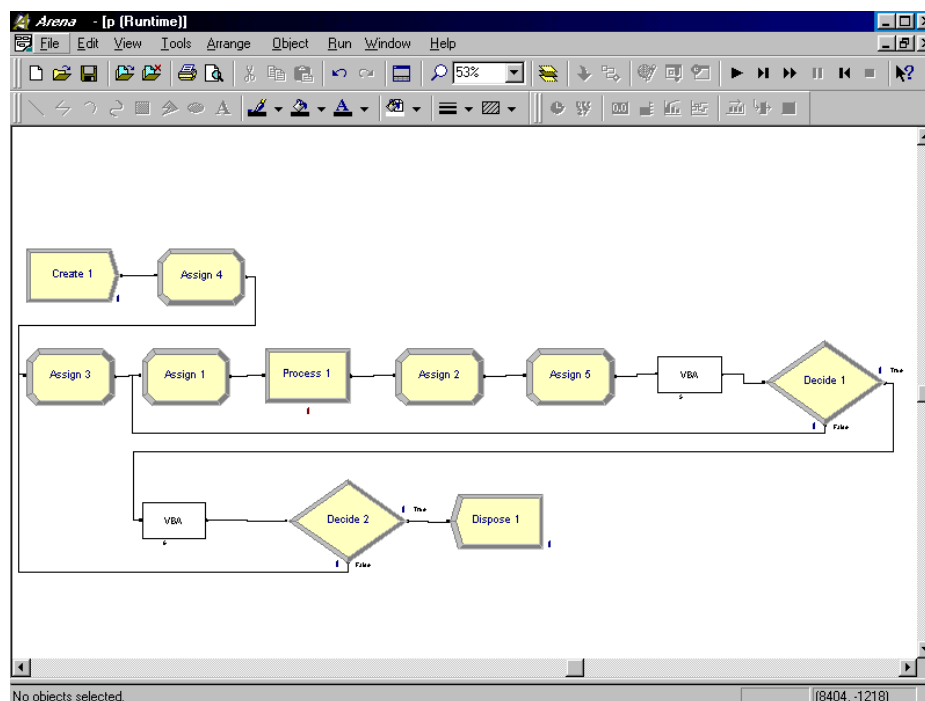 Arena - [p (Runtime)]
File Edit View Tools Arrange Object Run Window Help
53%
Create 1
Assign 4
Assign 3
Assign 1
Process 1
Assign 2
Assign 5
VBA
Decide 1
True
False
VBA
Decide 2
True
False
Dispose 1
No objects selected.
(8404, -1218)